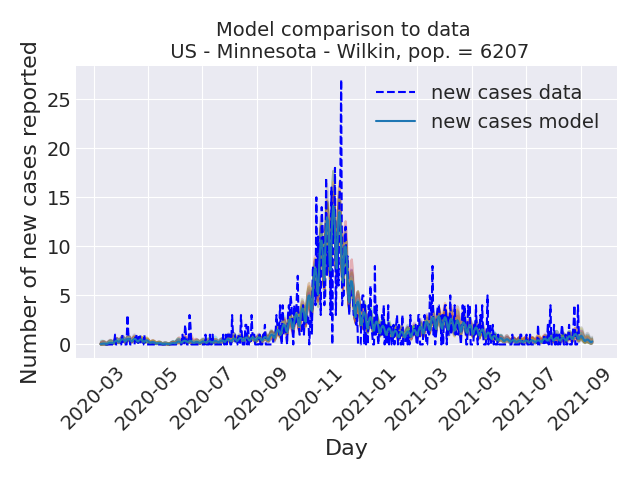 Model comparison to data
US - Minnesota - Wilkin, pop. = 6207
Number of new cases reported
25
20
15
10
5
0
new cases data
new cases model
2020-03
2020-05
2020-07
2020-09
2020-11
2021-01
2021-03
2021-05
2021-07
2021-09
Day